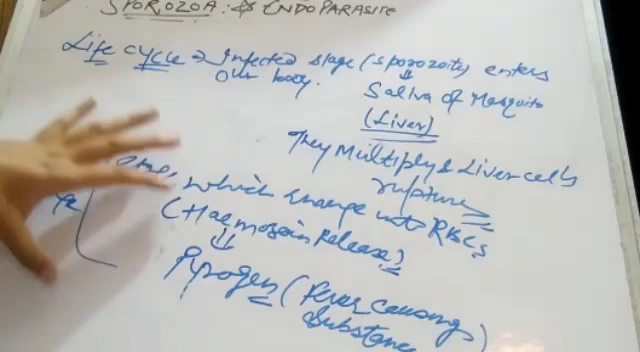 SPOROZOA : ENDOPARASITE
Life cycle → Infected stage (sporozoite) enters
Our body.
Saliva of Mosquito
(Liver)
They Multiply & Liver cells
rupture
which change into RBCs
(Haemozoin Release)
Pyrogen (Fever causing
Substance)